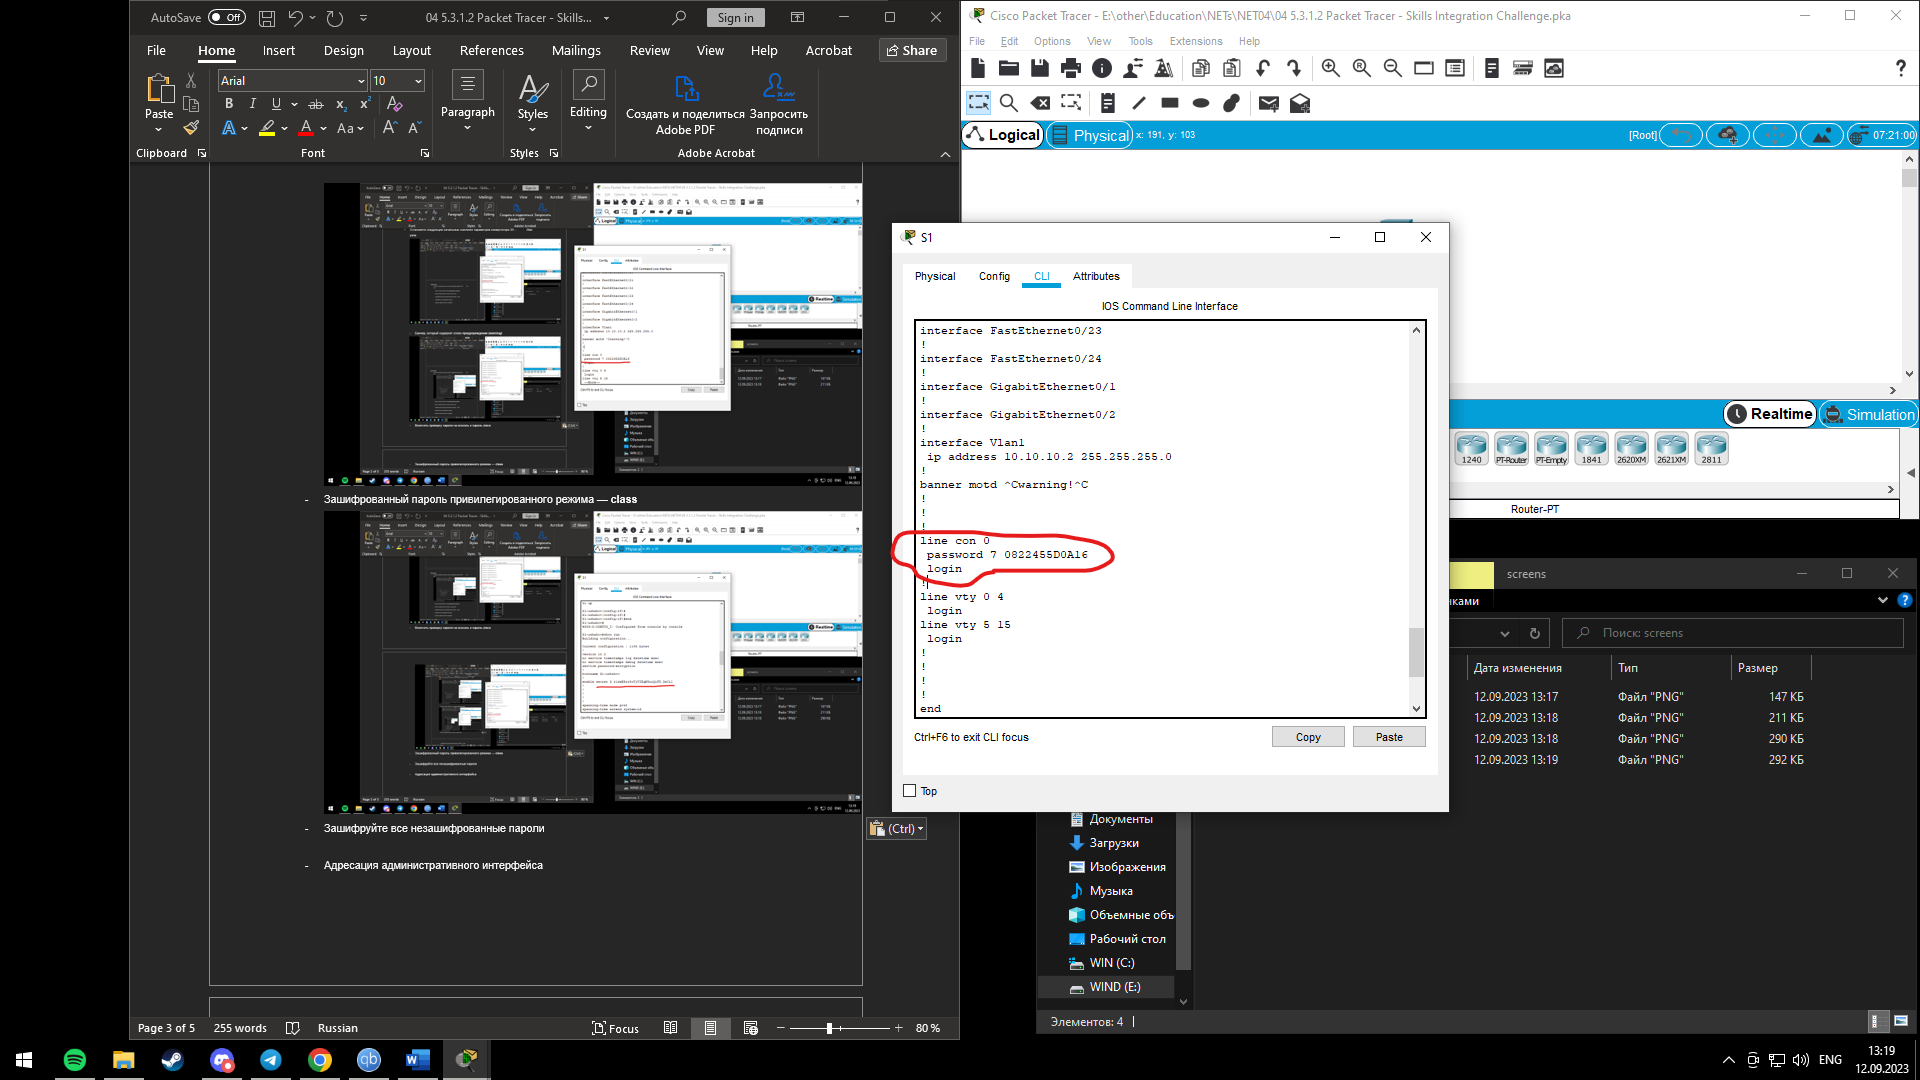 AutoSave Off 04 5.3.1.2 Packet Tracer - Skills... Sign in
File Home Insert Design Layout References Mailings Review View Help Acrobat Share
Arial 10
Paste Paragraph Styles Editing Создать и поделиться Adobe PDF Запросить подписи
Clipboard Font Styles Adobe Acrobat
- Зашифрованный пароль привилегированного режима — class
- Зашифруйте все незашифрованные пароли
(Ctrl)
- Адресация административного интерфейса
Page 3 of 5 255 words Russian Focus 80 %
Cisco Packet Tracer - E:\other\Education\NETs\NET04\04 5.3.1.2 Packet Tracer - Skills Integration Challenge.pka
File Edit Options View Tools Extensions Help
Logical Physical x: 191, y: 103 [Root] 07:21:00
S1
Physical Config CLI Attributes
IOS Command Line Interface
interface FastEthernet0/23
!
interface FastEthernet0/24
!
interface GigabitEthernet0/1
!
interface GigabitEthernet0/2
!
interface Vlan1
ip address 10.10.10.2 255.255.255.0
!
banner motd ^Cwarning!^C
!
!
!
line con 0
password 7 0822455D0A16
login
!
line vty 0 4
login
line vty 5 15
login
!
!
!
!
end
Ctrl+F6 to exit CLI focus Copy Paste
Top
Realtime Simulation
1240 PT-Router PT-Empty 1841 2620XM 2621XM 2811
Router-PT
screens
нками
Поиск: screens
Дата изменения Тип Размер
12.09.2023 13:17 Файл "PNG" 147 КБ
12.09.2023 13:18 Файл "PNG" 211 КБ
12.09.2023 13:18 Файл "PNG" 290 КБ
12.09.2023 13:19 Файл "PNG" 292 КБ
Документы
Загрузки
Изображения
Музыка
Объемные объ
Рабочий стол
WIN (C:)
WIND (E:)
Элементов: 4
ENG 13:19
12.09.2023